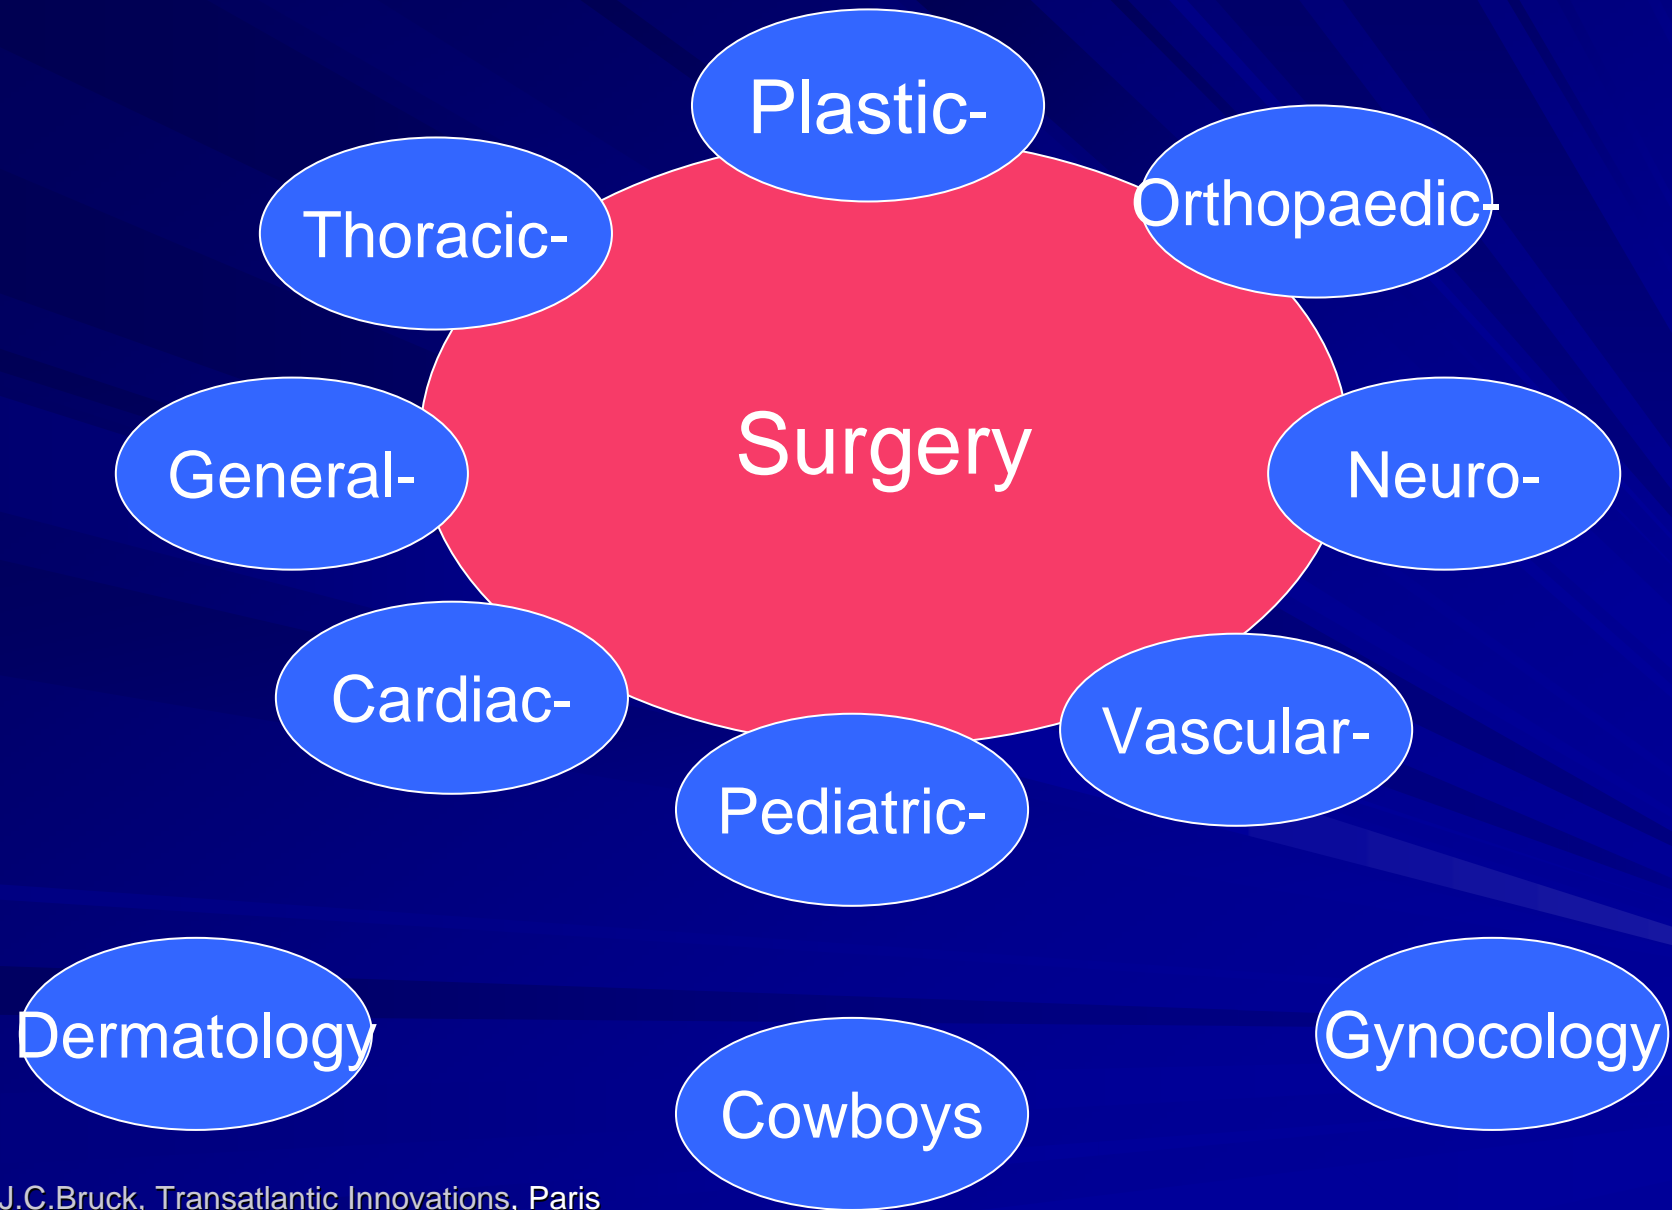 Plastic-
Orthopaedic-
Thoracic-
Surgery
General-
Neuro-
Cardiac-
Vascular-
Pediatric-
Dermatology
Gynocology
Cowboys
J.C.Bruck, Transatlantic Innovations, Paris